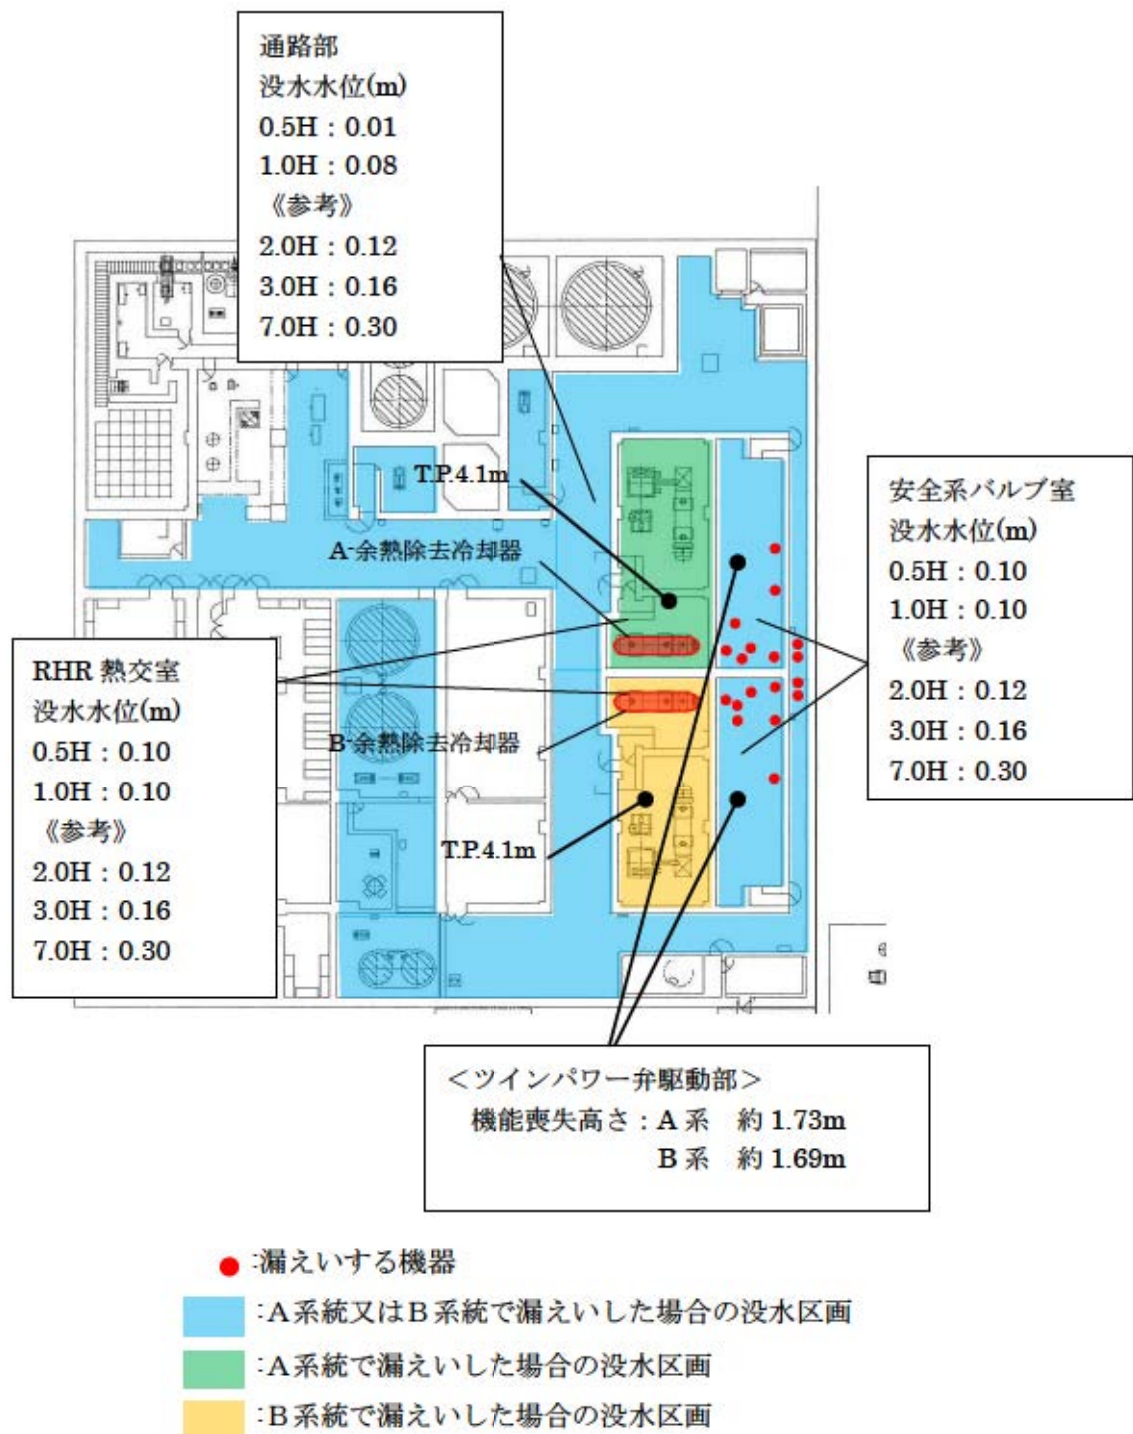 通路部
没水水位(m)
0.5H：0.01
1.0H：0.08
《参考》
2.0H：0.12
3.0H：0.16
7.0H：0.30
T.P.4.1m
A-余熱除去冷却器
安全系バルブ室
没水水位(m)
0.5H：0.10
1.0H：0.10
《参考》
2.0H：0.12
3.0H：0.16
7.0H：0.30
RHR 熱交室
没水水位(m)
0.5H：0.10
1.0H：0.10
《参考》
2.0H：0.12
3.0H：0.16
7.0H：0.30
B-余熱除去冷却器
T.P.4.1m
＜ツインパワー弁駆動部＞
機能喪失高さ：A 系　約 1.73m
B 系　約 1.69m
:漏えいする機器
:A系統又はB系統で漏えいした場合の没水区画
:A系統で漏えいした場合の没水区画
:B系統で漏えいした場合の没水区画